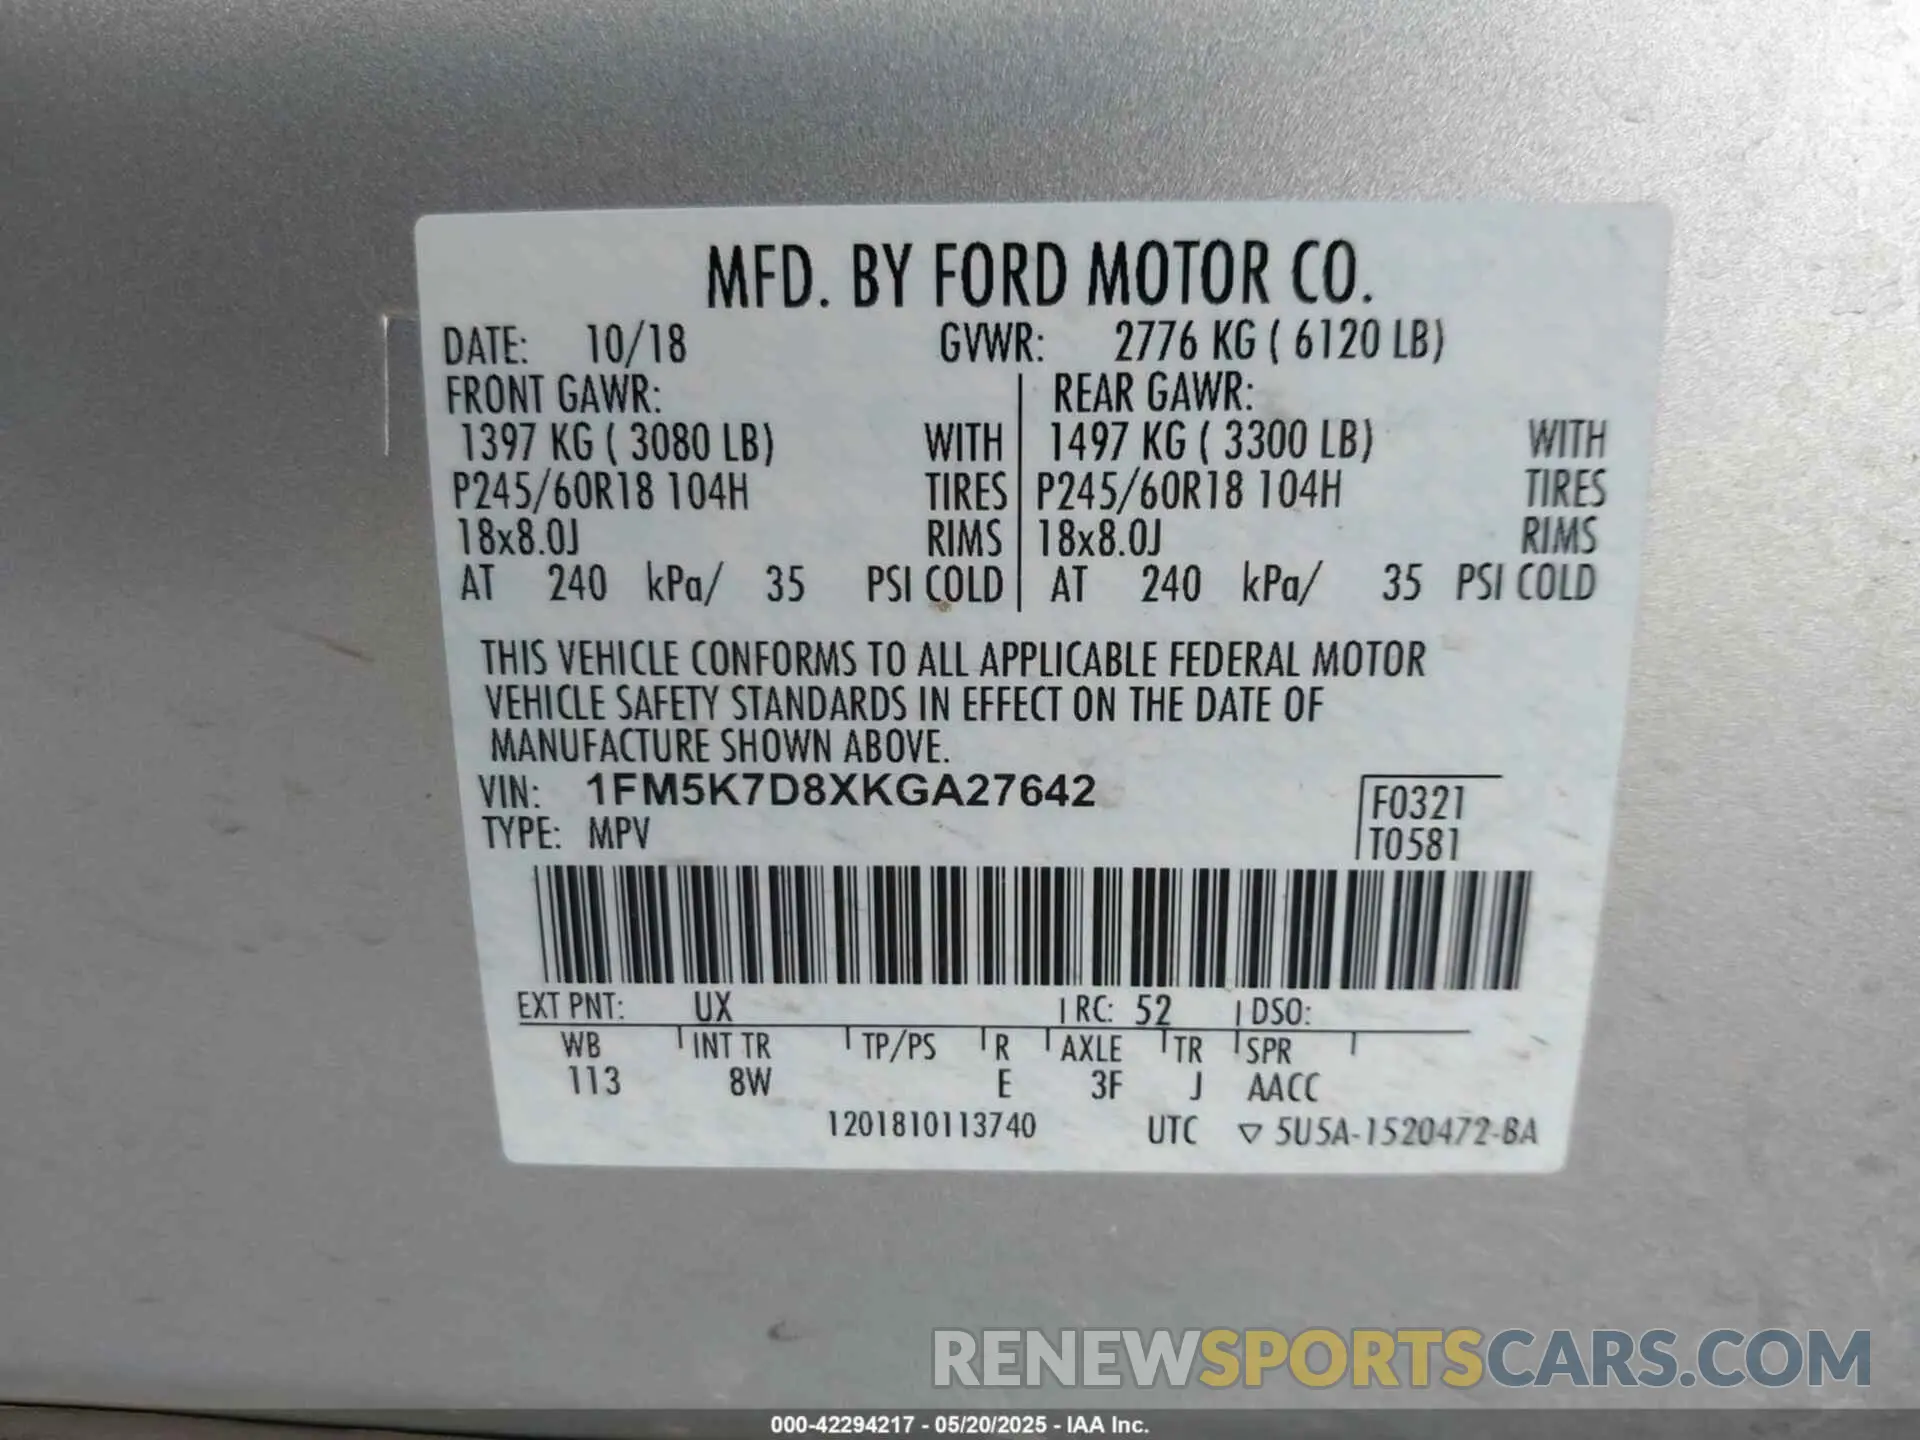 MFD. BY FORD MOTOR CO.
DATE: 10/18 GVWR: 2776 KG ( 6120 LB)
FRONT GAWR: REAR GAWR:
1397 KG ( 3080 LB) WITH 1497 KG ( 3300 LB) WITH
P245/60R18 104H TIRES P245/60R18 104H TIRES
18x8.0J RIMS 18x8.0J RIMS
AT 240 kPa/ 35 PSI COLD AT 240 kPa/ 35 PSI COLD
THIS VEHICLE CONFORMS TO ALL APPLICABLE FEDERAL MOTOR
VEHICLE SAFETY STANDARDS IN EFFECT ON THE DATE OF
MANUFACTURE SHOWN ABOVE.
VIN: 1FM5K7D8XKGA27642 F0321
TYPE: MPV T0581
EXT PNT: UX RC: 52 DSO:
WB INT TR TP/PS R AXLE TR SPR
113 8W E 3F J AACC
1201810113740 UTC ▽ 5U5A-1520472-BA
RENEWSPORTSCARS.COM
000-42294217 - 05/20/2025 - IAA Inc.